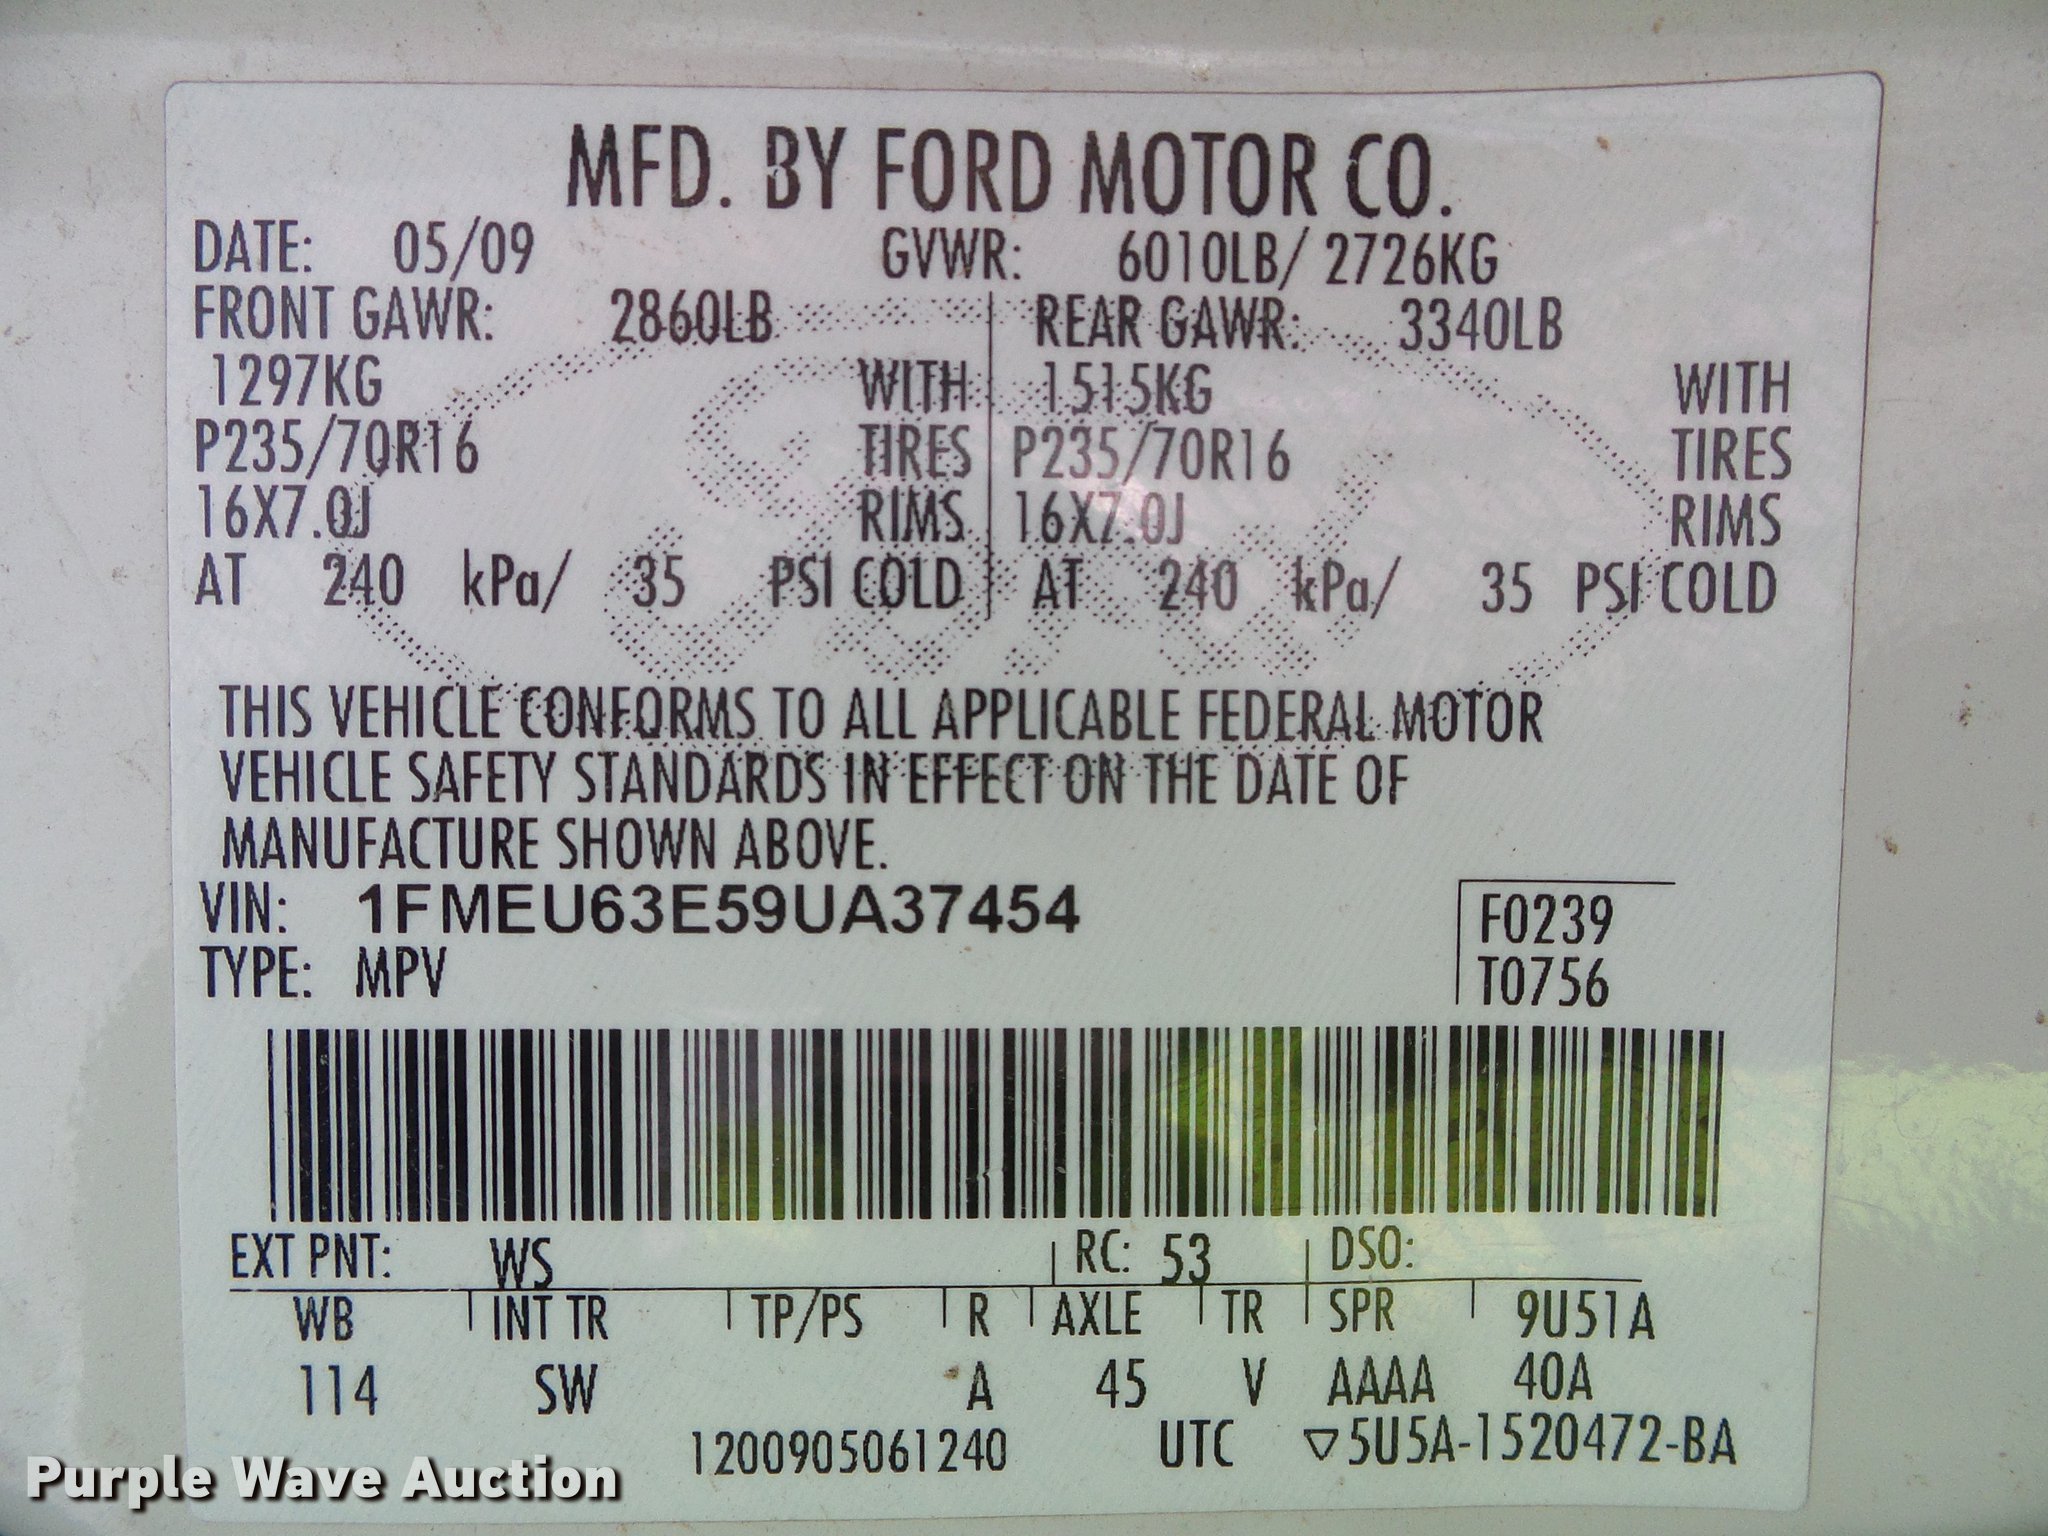 MFD. BY FORD MOTOR CO.
DATE: 05/09 GVWR: 6010LB/ 2726KG
FRONT GAWR: 2860LB REAR GAWR: 3340LB
1297KG WITH 1515KG WITH
P235/70R16 TIRES P235/70R16 TIRES
16X7.0J RIMS 16X7.0J RIMS
AT 240 kPa/ 35 PSI COLD AT 240 kPa/ 35 PSI COLD
THIS VEHICLE CONFORMS TO ALL APPLICABLE FEDERAL MOTOR
VEHICLE SAFETY STANDARDS IN EFFECT ON THE DATE OF
MANUFACTURE SHOWN ABOVE.
VIN: 1FMEU63E59UA37454 F0239
TYPE: MPV T0756
EXT PNT: WS RC: 53 DSO:
WB INT TR TP/PS R AXLE TR SPR 9U51A
114 SW A 45 V AAAA 40A
1200905061240 UTC ▽5U5A-1520472-BA
Purple Wave Auction